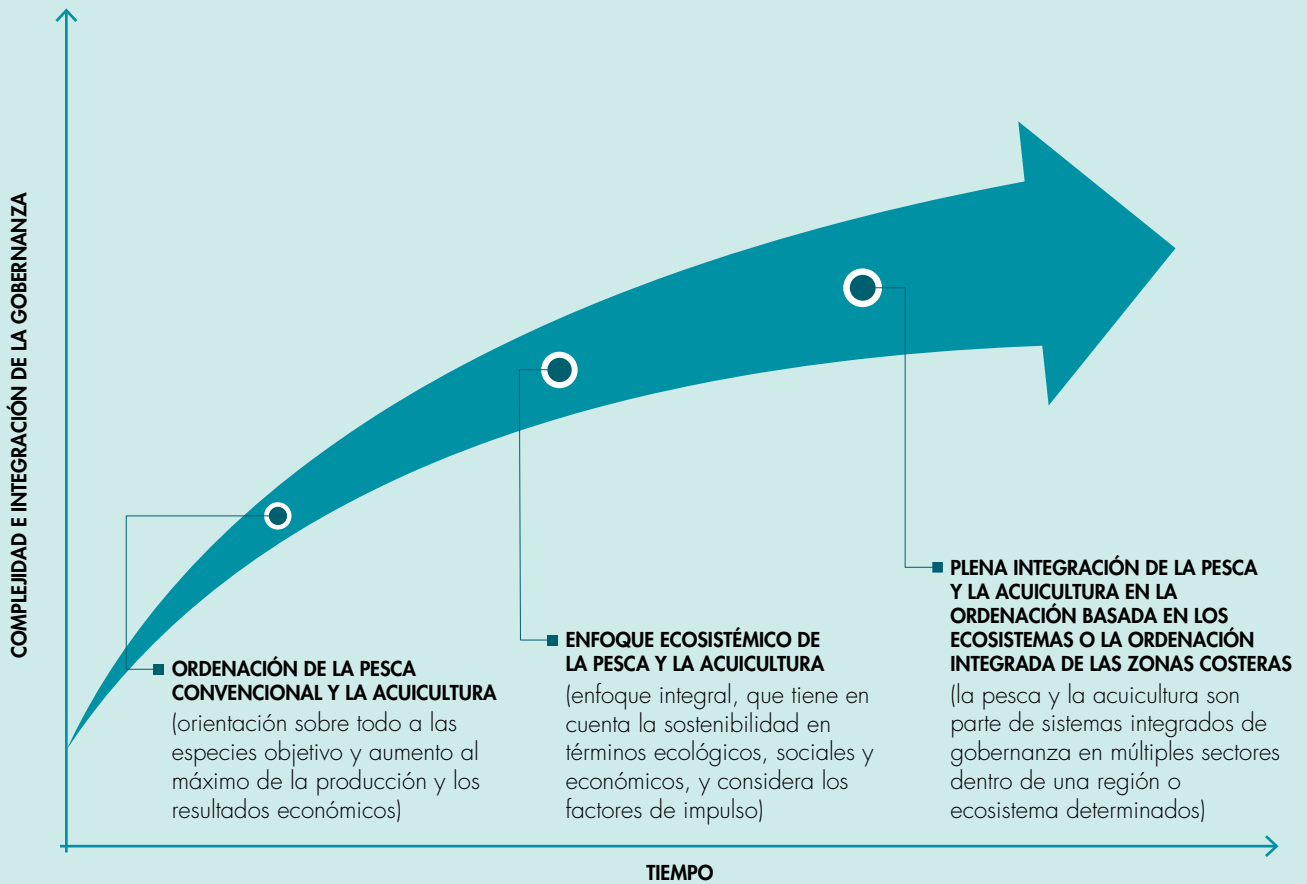 COMPLEJIDAD E INTEGRACIÓN DE LA GOBERNANZA
ORDENACIÓN DE LA PESCA
CONVENCIONAL Y LA ACUICULTURA
(orientación sobre todo a las
especies objetivo y aumento al
máximo de la producción y los
resultados económicos)
ENFOQUE ECOSISTÉMICO DE
LA PESCA Y LA ACUICULTURA
(enfoque integral, que tiene en
cuenta la sostenibilidad en
términos ecológicos, sociales y
económicos, y considera los
factores de impulso)
PLENA INTEGRACIÓN DE LA PESCA
Y LA ACUICULTURA EN LA
ORDENACIÓN BASADA EN LOS
ECOSISTEMAS O LA ORDENACIÓN
INTEGRADA DE LAS ZONAS COSTERAS
(la pesca y la acuicultura son
parte de sistemas integrados de
gobernanza en múltiples sectores
dentro de una región o
ecosistema determinados)
TIEMPO